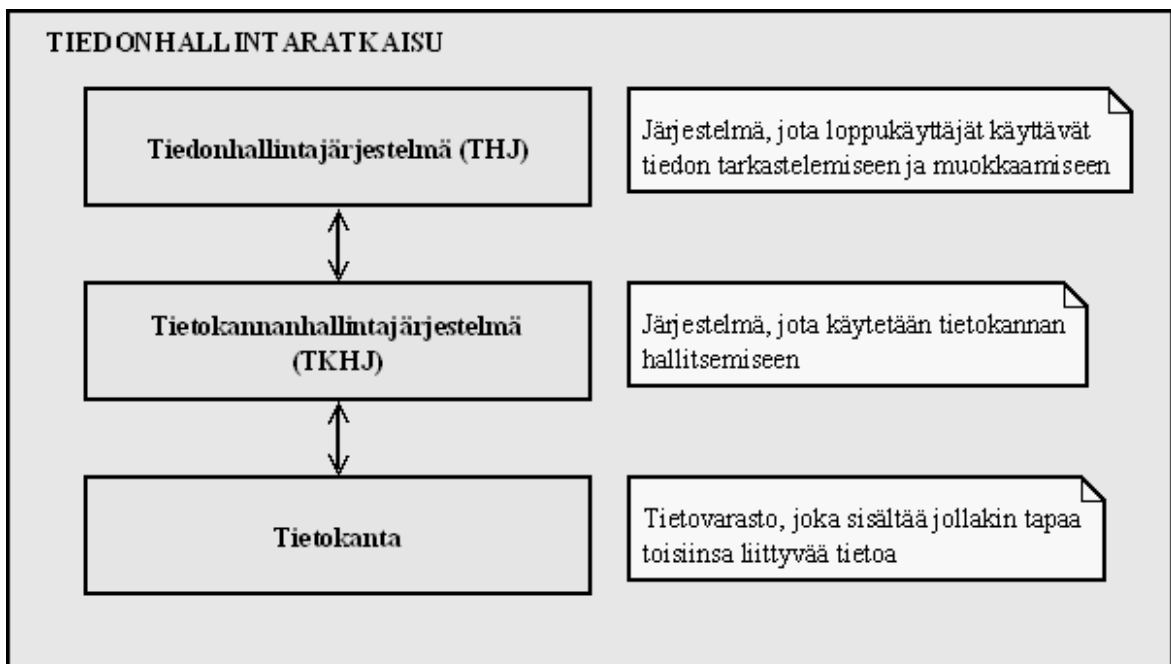 TIEDONHALLINTARATKAISU
Tiedonhallintajärjestelmä (THJ)
Järjestelmä, jota loppukäyttäjät käyttävät
tiedon tarkastelemiseen ja muokkaamiseen
Tietokannanhallintajärjestelmä
(TKHJ)
Järjestelmä, jota käytetään tietokannan
hallitsemiseen
Tietokanta
Tietovarasto, joka sisältää jollakin tapaa
toisiinsa liittyvää tietoa